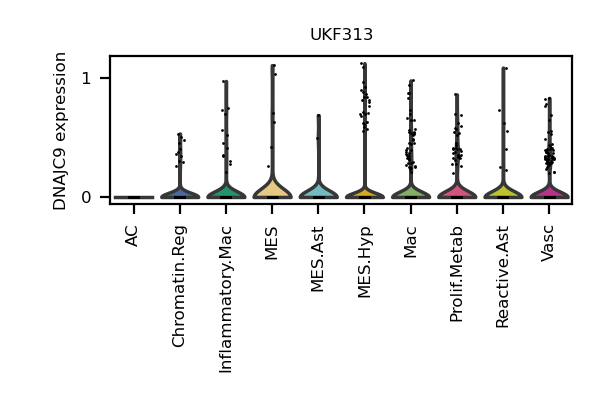 UKF313
DNAJC9 expression
1
0
AC
Chromatin.Reg
Inflammatory.Mac
MES
MES.Ast
MES.Hyp
Mac
Prolif.Metab
Reactive.Ast
Vasc